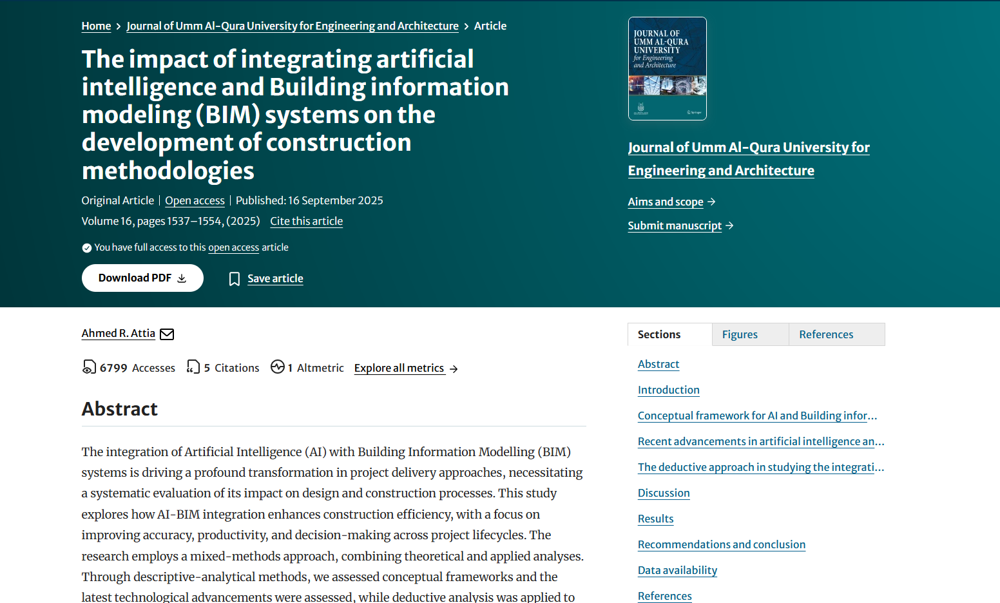 Home > Journal of Umm Al-Qura University for Engineering and Architecture > Article
The impact of integrating artificial
intelligence and Building information
modeling (BIM) systems on the
development of construction
methodologies
Original Article | Open access | Published: 16 September 2025
Volume 16, pages 1537–1554, (2025) Cite this article
You have full access to this open access article
Download PDF
Save article
JOURNAL OF
UMM AL-QURA
UNIVERSITY
for Engineering
and Architecture
Springer
Journal of Umm Al-Qura University for
Engineering and Architecture
Aims and scope →
Submit manuscript →
Ahmed R. Attia
6799 Accesses 5 Citations 1 Altmetric Explore all metrics →
Abstract
The integration of Artificial Intelligence (AI) with Building Information Modelling (BIM)
systems is driving a profound transformation in project delivery approaches, necessitating
a systematic evaluation of its impact on design and construction processes. This study
explores how AI-BIM integration enhances construction efficiency, with a focus on
improving accuracy, productivity, and decision-making across project lifecycles. The
research employs a mixed-methods approach, combining theoretical and applied analyses.
Through descriptive-analytical methods, we assessed conceptual frameworks and the
latest technological advancements were assessed, while deductive analysis was applied to
Sections
Figures
References
Abstract
Introduction
Conceptual framework for AI and Building infor…
Recent advancements in artificial intelligence an…
The deductive approach in studying the integrati…
Discussion
Results
Recommendations and conclusion
Data availability
References